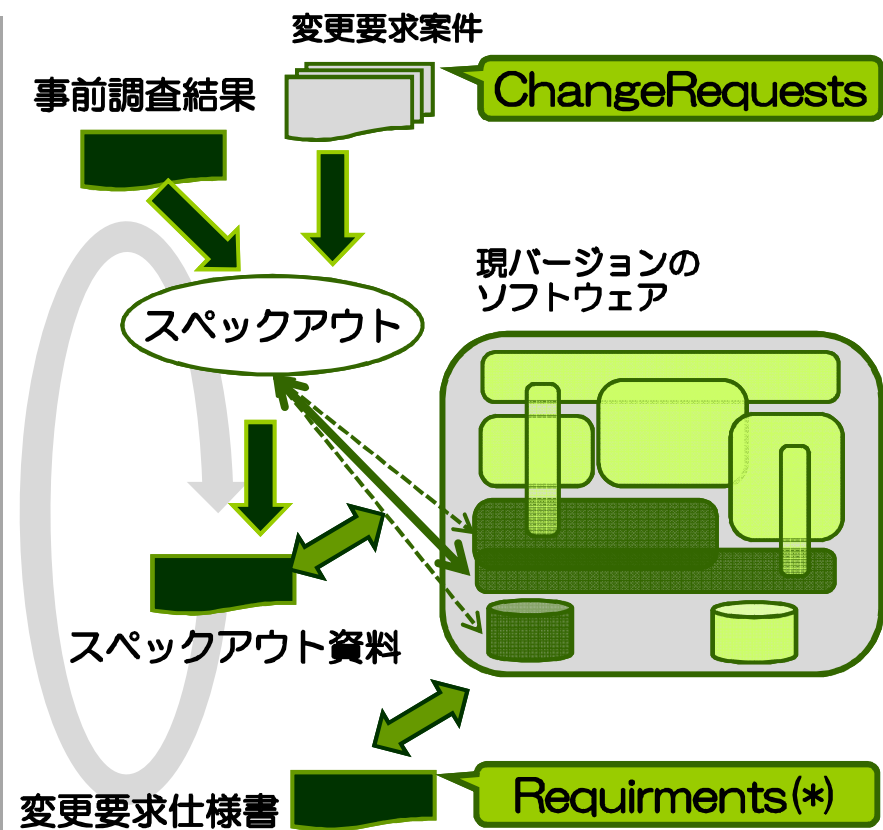 変更要求案件
ChangeRequests
事前調査結果
現バージョンの
ソフトウェア
スペックアウト
スペックアウト資料
変更要求仕様書
Requirments(*)